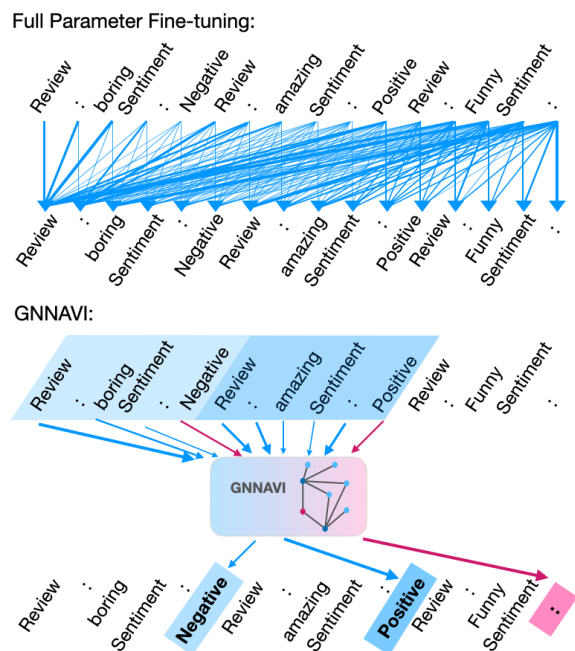 Full Parameter Fine-tuning:
Review : boring Sentiment : Negative Review : amazing Sentiment : Positive Review : Funny Sentiment :
Review : boring Sentiment : Negative Review : amazing Sentiment : Positive Review : Funny Sentiment :
GNNAVI:
Review : boring Sentiment : Negative Review : amazing Sentiment : Positive Review : Funny Sentiment :
GNNAVI
Review : boring Sentiment : Negative Review : amazing Sentiment : Positive Review : Funny Sentiment :